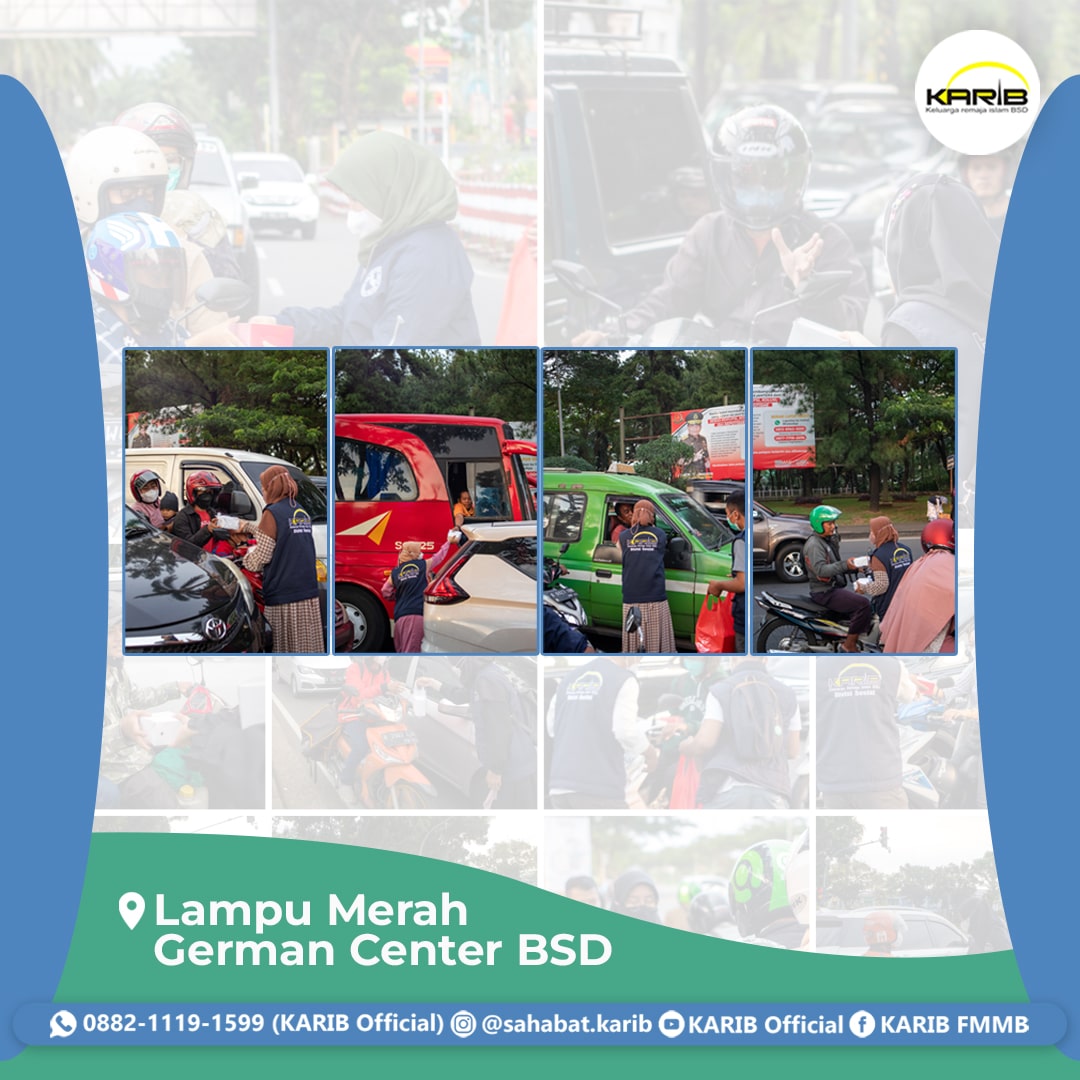 KARIB
Keluarga remaja islam BSD
Lampu Merah
German Center BSD
0882-1119-1599 (KARIB Official) @sahabat.karib KARIB Official KARIB FMMB